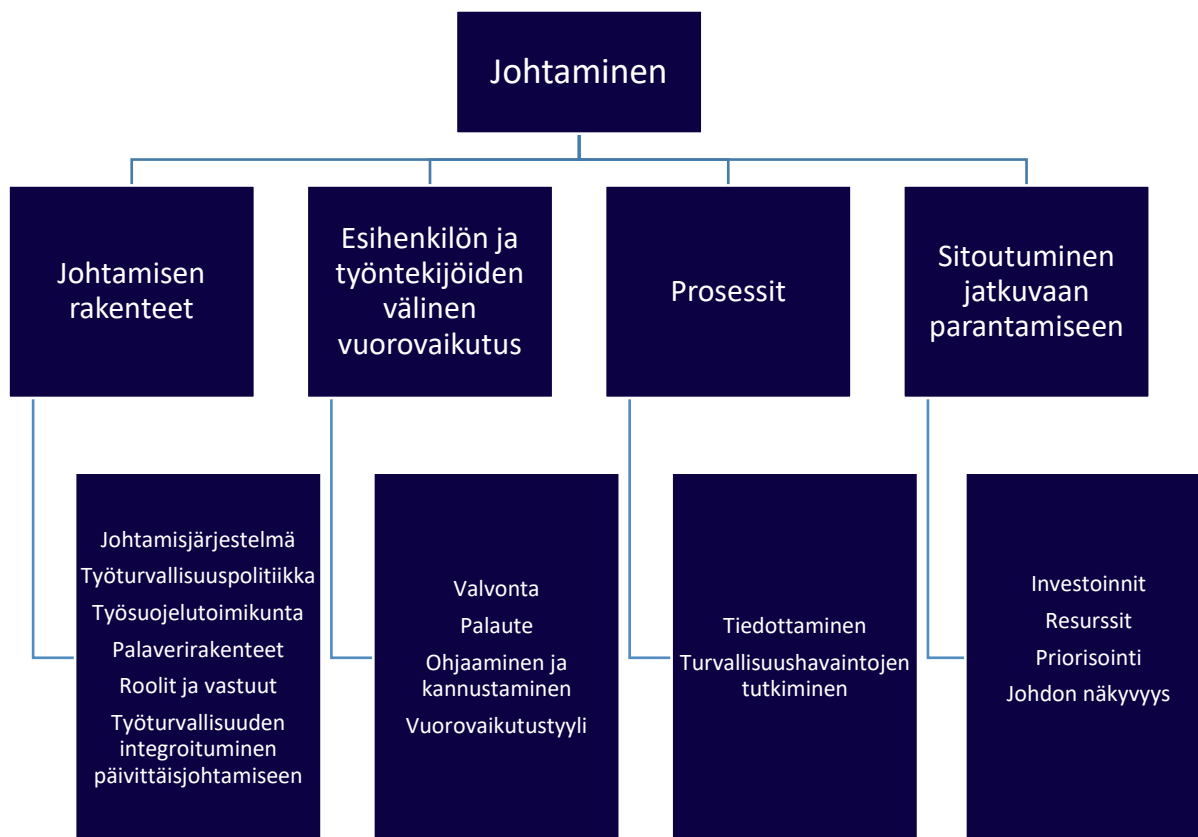 Johtaminen
Johtamisen
rakenteet
Esihenkilön ja
työntekijöiden
välinen
vuorovaikutus
Prosessit
Sitoutuminen
jatkuvaan
parantamiseen
Johtamisjärjestelmä
Työturvallisuuspolitiikka
Työsuojelutoimikunta
Palaverirakenteet
Roolit ja vastuut
Työturvallisuuden
integroituminen
päivittäisjohtamiseen
Valvonta
Palaute
Ohjaaminen ja
kannustaminen
Vuorovaikutustyyli
Tiedottaminen
Turvallisuushavaintojen
tutkiminen
Investoinnit
Resurssit
Priorisointi
Johdon näkyvyys